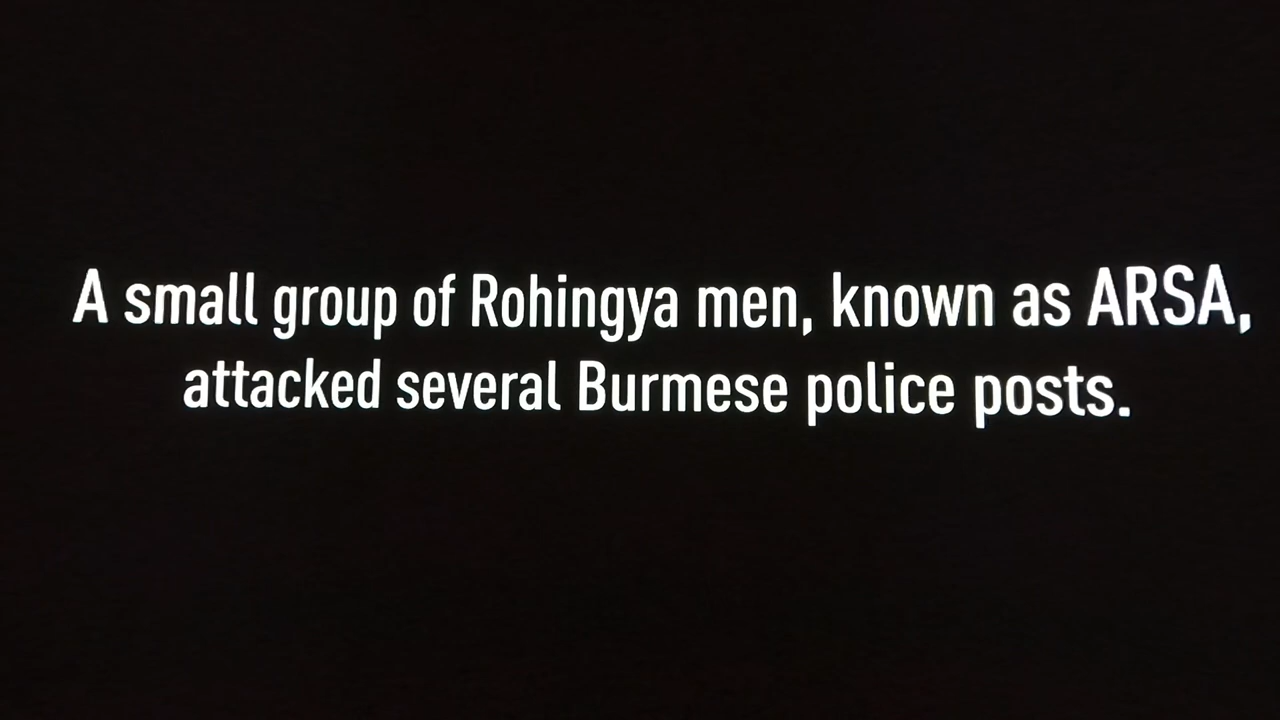 A small group of Rohingya men, known as ARSA,
attacked several Burmese police posts.